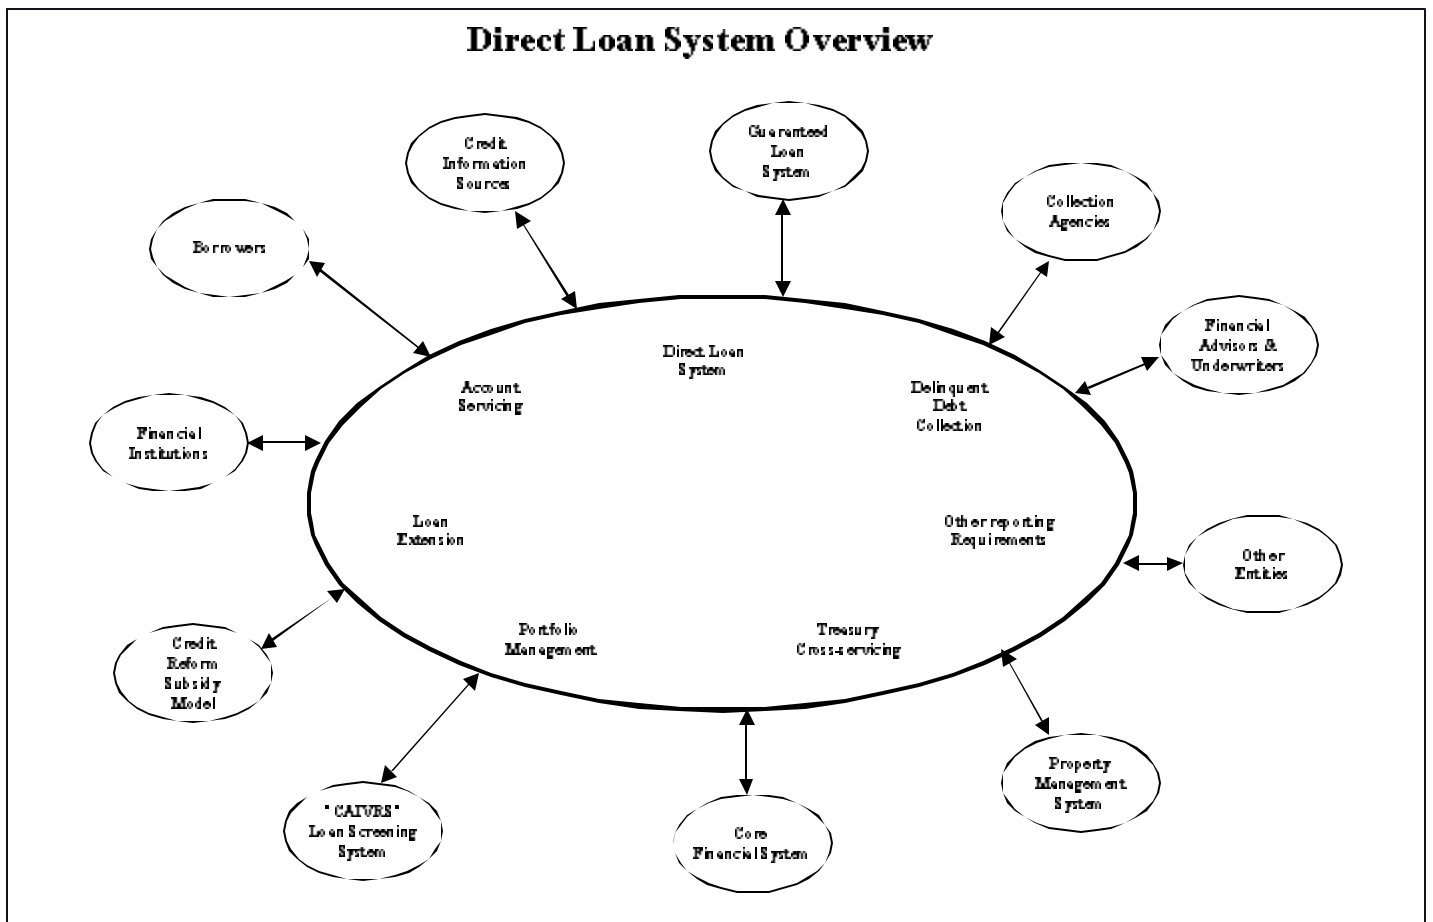 Direct Loan System Overview
Credit
Information
Sources
Guaranteed
Loan
System
Collection
Agencies
Borrowers
Financial
Advisors &
Underwriters
Direct Loan
System
Account
Servicing
Delinquent
Debt
Collection
Financial
Institutions
Loan
Extension
Other reporting
Requirements
Other
Entities
Credit
Reform
Subsidy
Model
Portfolio
Management
Treasury
Cross-servicing
"CAIVRS"
Loan Screening
System
Core
Financial System
Property
Management
System